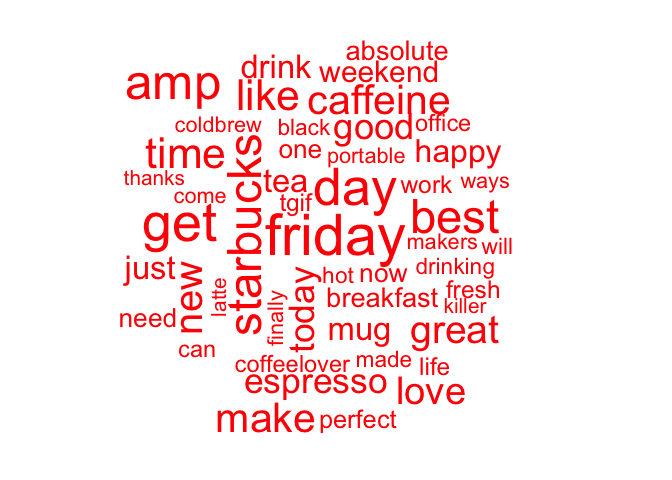 absolute
drink weekend
amp like caffeine
coldbrew black good office
time one portable happy
thanks tea day work ways
come tgif
get starbucks friday best
makers will
just new latte hot now drinking
finally today breakfast fresh
killer
need mug great
can
coffeelover made life
espresso love
make perfect